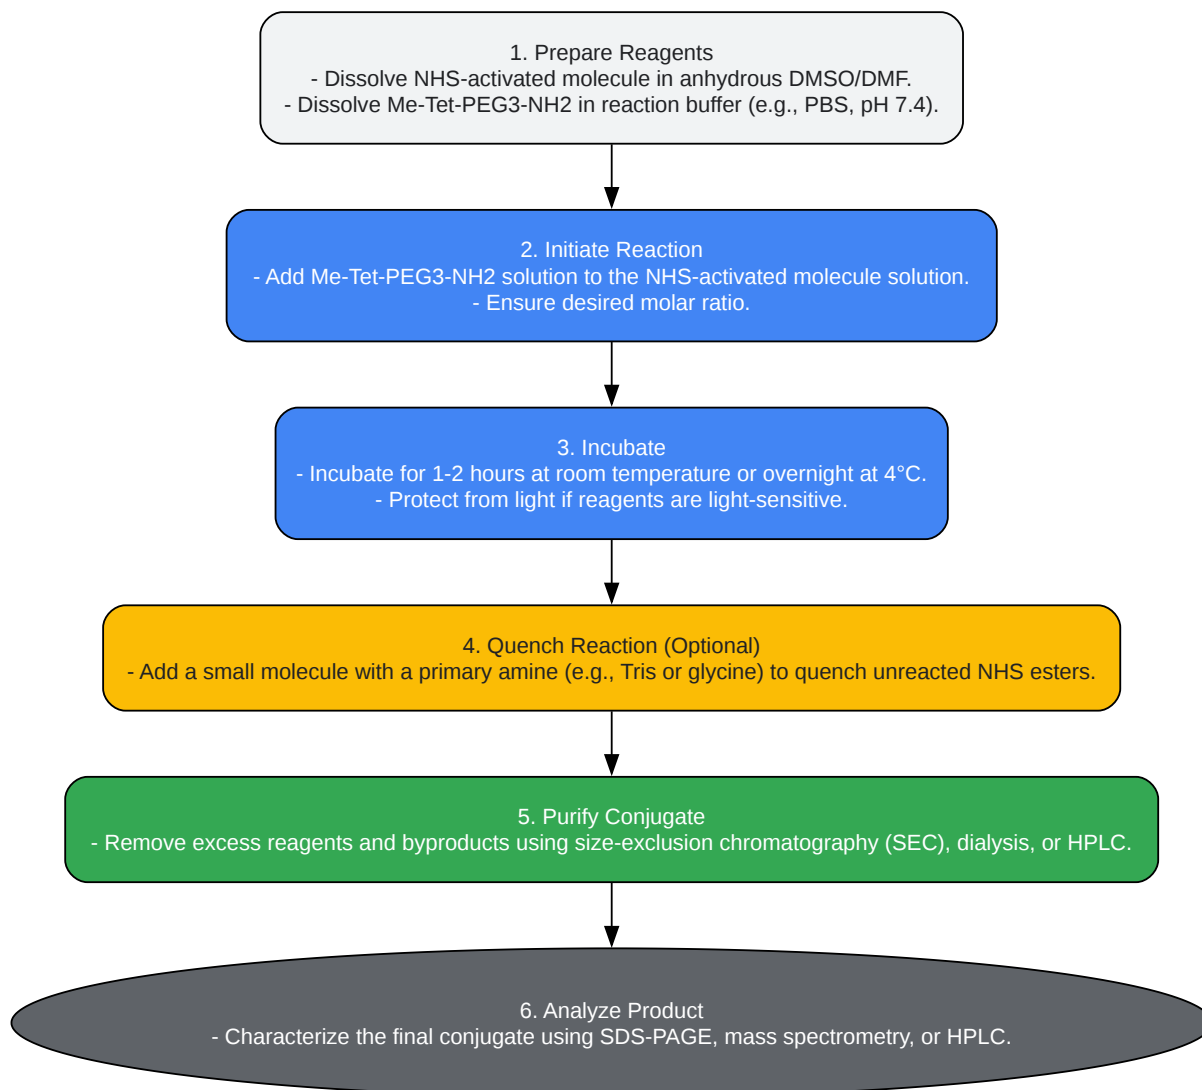 1. Prepare Reagents
- Dissolve NHS-activated molecule in anhydrous DMSO/DMF.
- Dissolve Me-Tet-PEG3-NH2 in reaction buffer (e.g., PBS, pH 7.4).
2. Initiate Reaction
- Add Me-Tet-PEG3-NH2 solution to the NHS-activated molecule solution.
- Ensure desired molar ratio.
3. Incubate
- Incubate for 1-2 hours at room temperature or overnight at 4°C.
- Protect from light if reagents are light-sensitive.
4. Quench Reaction (Optional)
- Add a small molecule with a primary amine (e.g., Tris or glycine) to quench unreacted NHS esters.
5. Purify Conjugate
- Remove excess reagents and byproducts using size-exclusion chromatography (SEC), dialysis, or HPLC.
6. Analyze Product
- Characterize the final conjugate using SDS-PAGE, mass spectrometry, or HPLC.